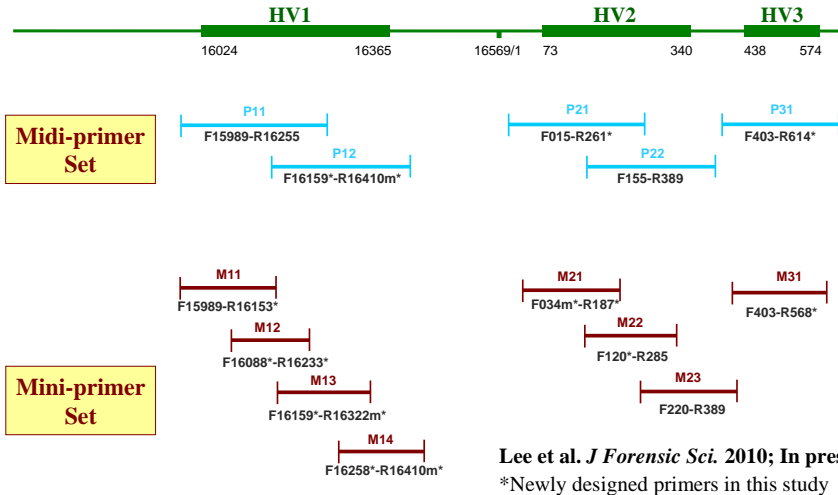 HV1 HV2 HV3
16024 16365 16569/1 73 340 438 574
Midi-primer
Set
P11 P21 P31
F15989-R16255 F015-R261* F403-R614*
P12 P22
F16159*-R16410m* F155-R389
Mini-primer
Set
M11 M21 M31
F15989-R16153* F034m*-R187* F403-R568*
M12 M22
F16088*-R16233* F120*-R285
M13 M23
F16159*-R16322m* F220-R389
M14
F16258*-R16410m*
Lee et al. J Forensic Sci. 2010; In pres
*Newly designed primers in this study